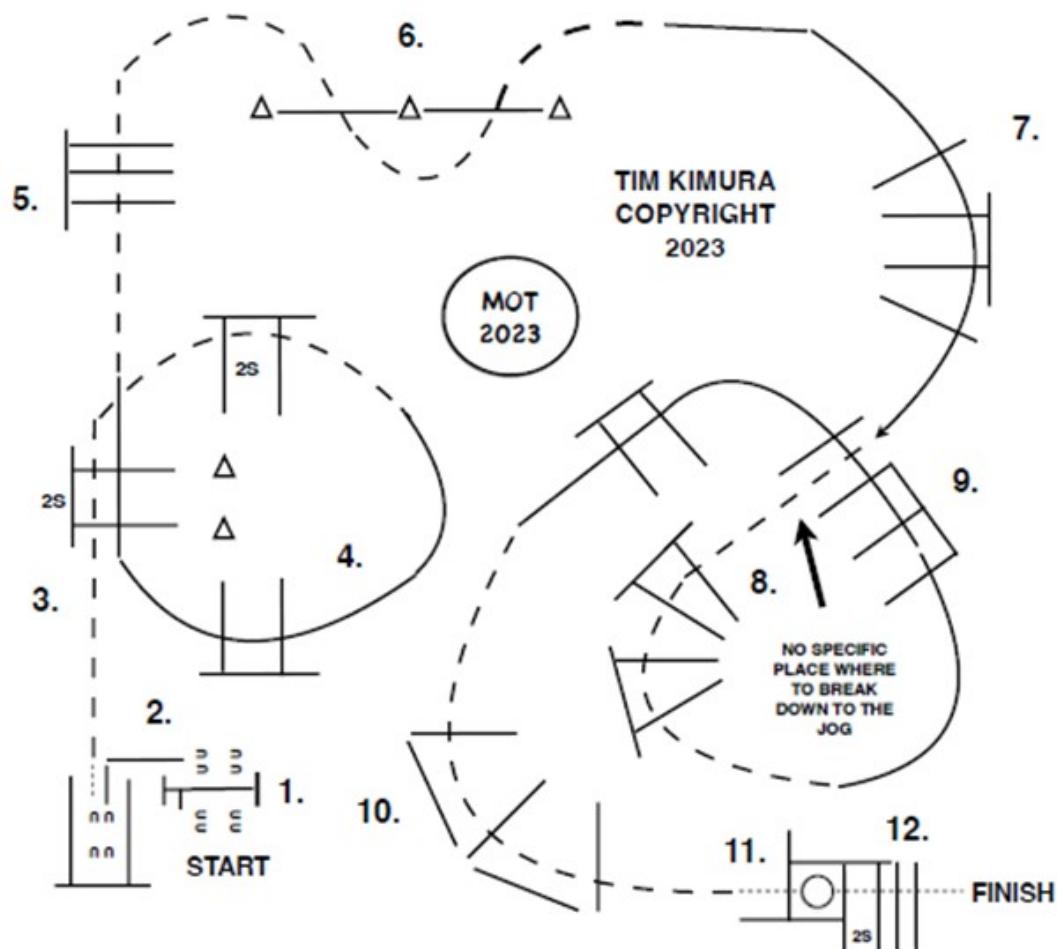 6.
7.
5.
TIM KIMURA
COPYRIGHT
2023
MOT
2023
2S
2S
9.
4.
8.
3.
NO SPECIFIC
PLACE WHERE
TO BREAK
DOWN TO THE
JOG
2.
1.
10.
START
11.
12.
FINISH
2S